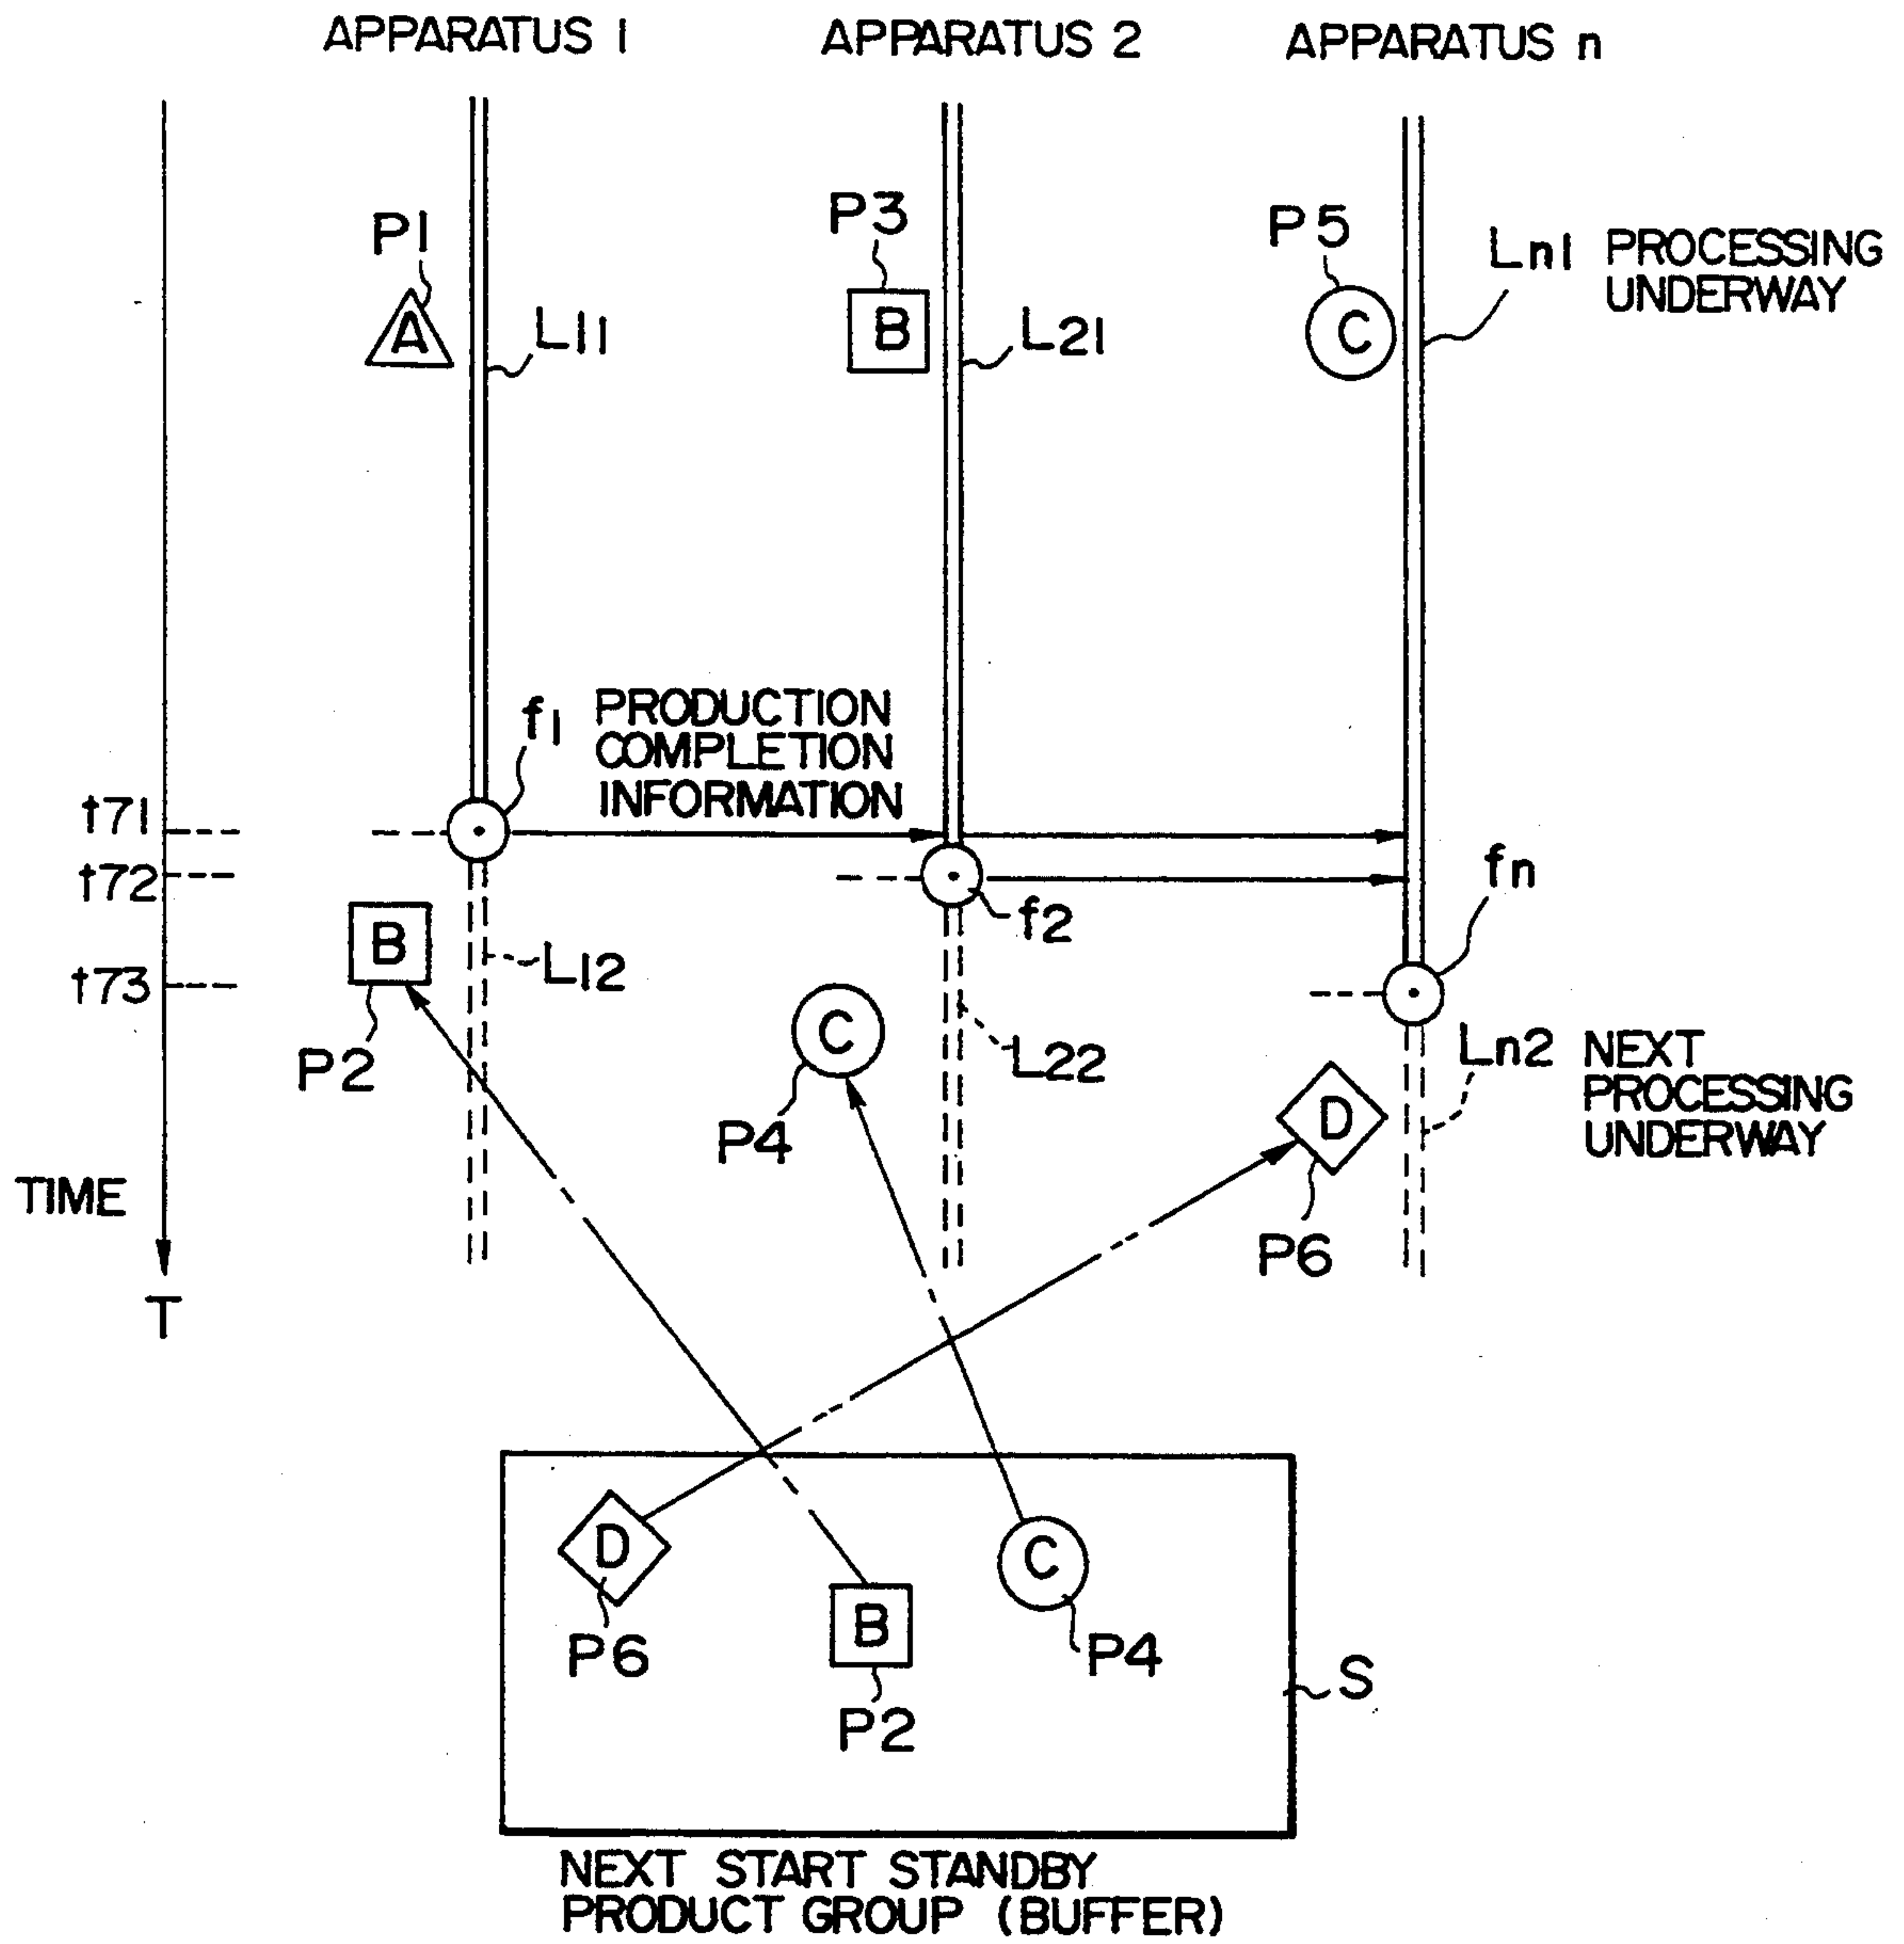 APPARATUS 1
APPARATUS 2
APPARATUS n
P1
P3
P5
A
B
C
L11
L21
Ln1 PROCESSING
UNDERWAY
f1 PRODUCTION
COMPLETION
INFORMATION
t71
t72
t73
fn
f2
B
L12
C
P2
L22
Ln2 NEXT
PROCESSING
UNDERWAY
P4
D
P6
TIME
T
D
C
B
P6
P4
P2
S
NEXT START STANDBY
PRODUCT GROUP (BUFFER)